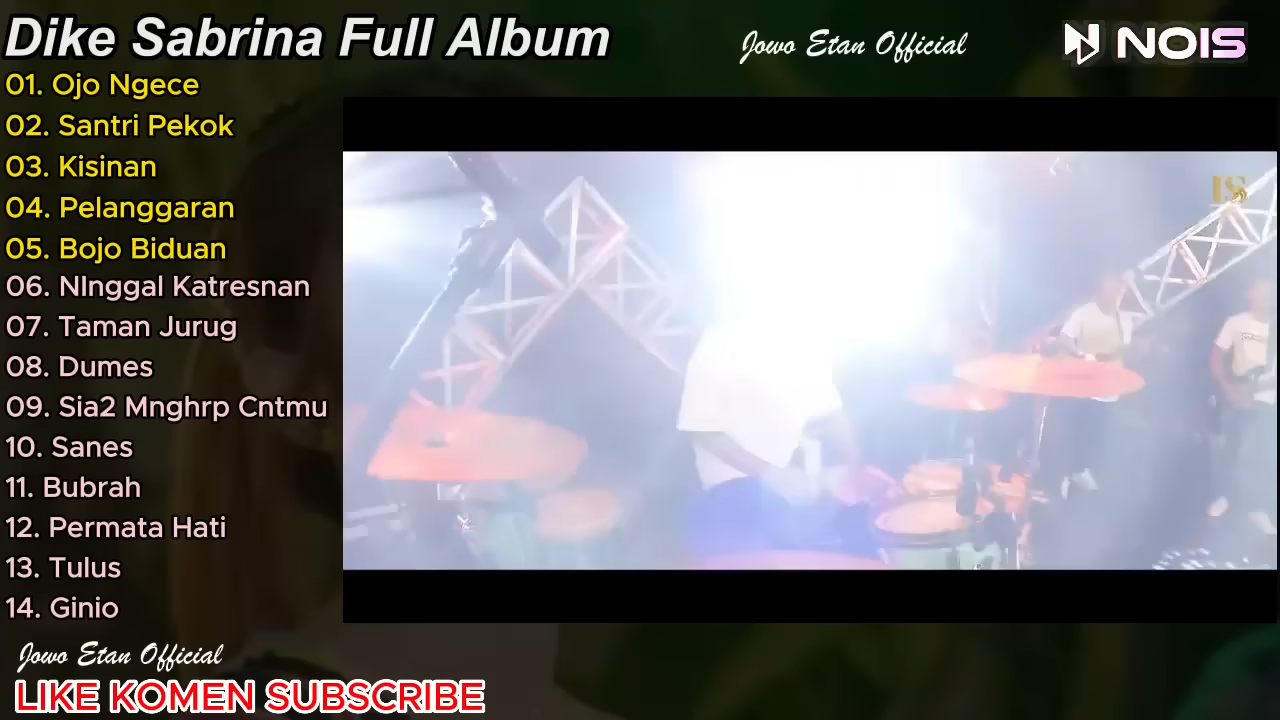 Dike Sabrina Full Album
Jowo Etan Official
NOIS
01. Ojo Ngece
02. Santri Pekok
03. Kisinan
04. Pelanggaran
05. Bojo Biduan
06. NInggal Katresnan
07. Taman Jurug
08. Dumes
09. Sia2 Mnghrp Cntmu
10. Sanes
11. Bubrah
12. Permata Hati
13. Tulus
14. Ginio
Jowo Etan Official
LIKE KOMEN SUBSCRIBE